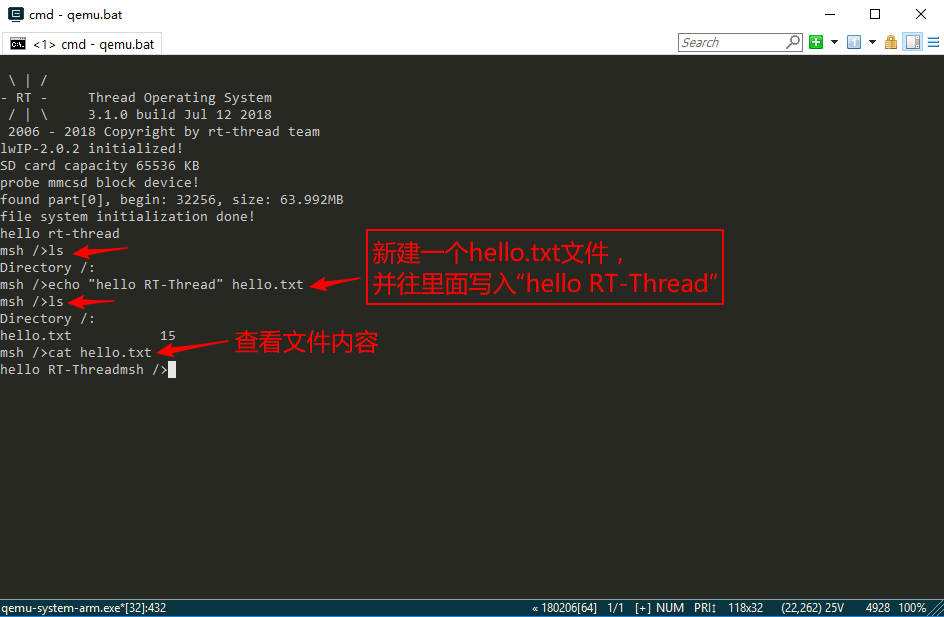 cmd - qemu.bat
<1> cmd - qemu.bat
Search
\ | /
- RT -     Thread Operating System
/ | \     3.1.0 build Jul 12 2018
2006 - 2018 Copyright by rt-thread team
lwIP-2.0.2 initialized!
SD card capacity 65536 KB
probe mmcsd block device!
found part[0], begin: 32256, size: 63.992MB
file system initialization done!
hello rt-thread
msh />ls
Directory /:
msh />echo "hello RT-Thread" hello.txt
新建一个hello.txt文件，
并往里面写入“hello RT-Thread”
msh />ls
Directory /:
hello.txt           15
msh />cat hello.txt
查看文件内容
hello RT-Threadmsh />
qemu-system-arm.exe*[32]:432
« 180206[64] 1/1 [+] NUM PRI↕ 118x32 (22,262) 25V 4928 100%